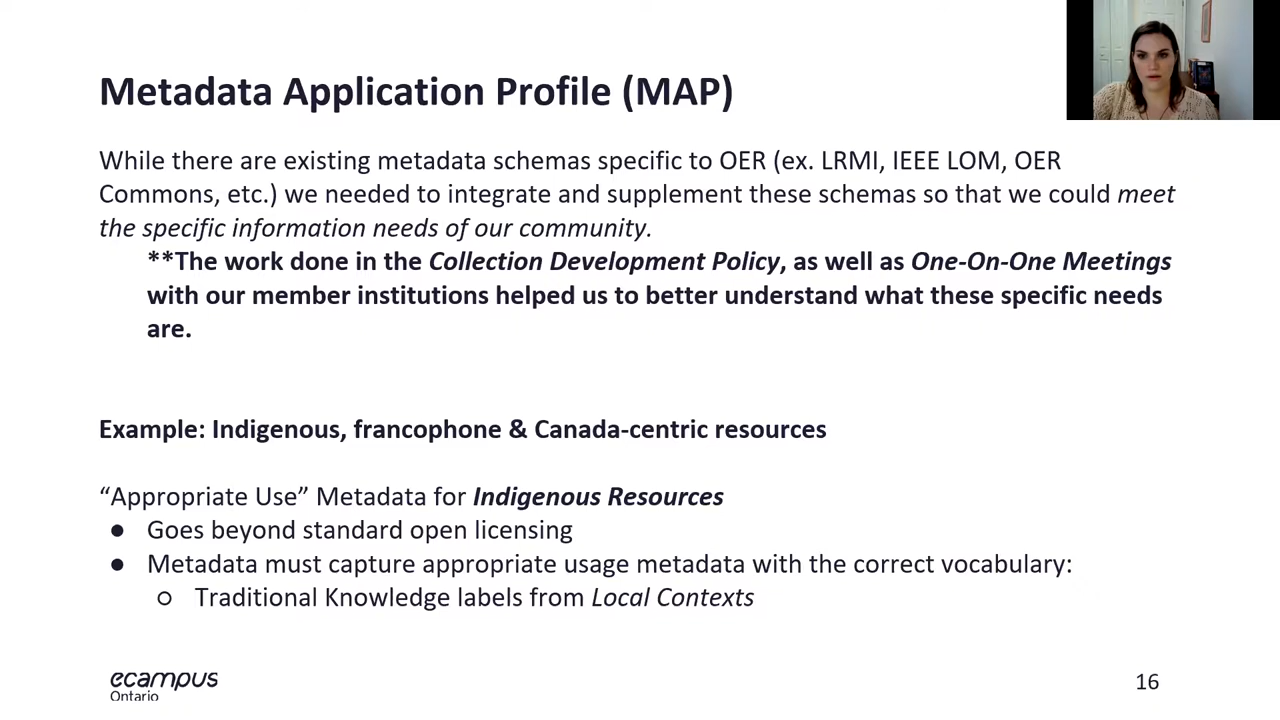 Metadata Application Profile (MAP)
While there are existing metadata schemas specific to OER (ex. LRMI, IEEE LOM, OER
Commons, etc.) we needed to integrate and supplement these schemas so that we could meet
the specific information needs of our community.
**The work done in the Collection Development Policy, as well as One-On-One Meetings
with our member institutions helped us to better understand what these specific needs
are.
Example: Indigenous, francophone & Canada-centric resources
“Appropriate Use” Metadata for Indigenous Resources
● Goes beyond standard open licensing
● Metadata must capture appropriate usage metadata with the correct vocabulary:
○ Traditional Knowledge labels from Local Contexts
ecampus
Ontario
16